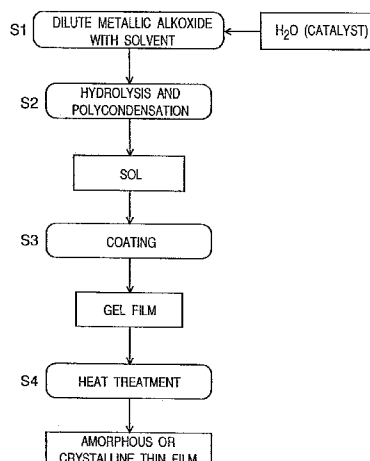 S1
DILUTE METALLIC ALKOXIDE
WITH SOLVENT
H₂O (CATALYST)
S2
HYDROLYSIS AND
POLYCONDENSATION
SOL
S3
COATING
GEL FILM
S4
HEAT TREATMENT
AMORPHOUS OR
CRYSTALLINE THIN FILM